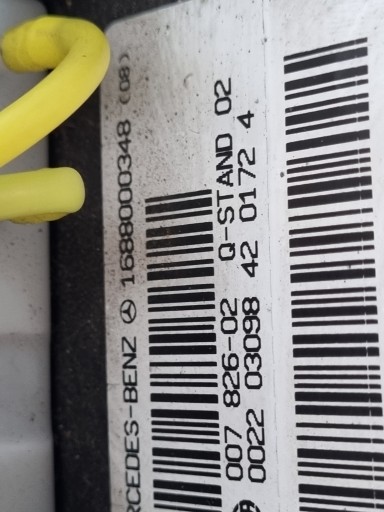 RCEDES-BENZ 1688000348 (08)
007 826-02 Q-STAND 02
0022 03098 42 0172 4